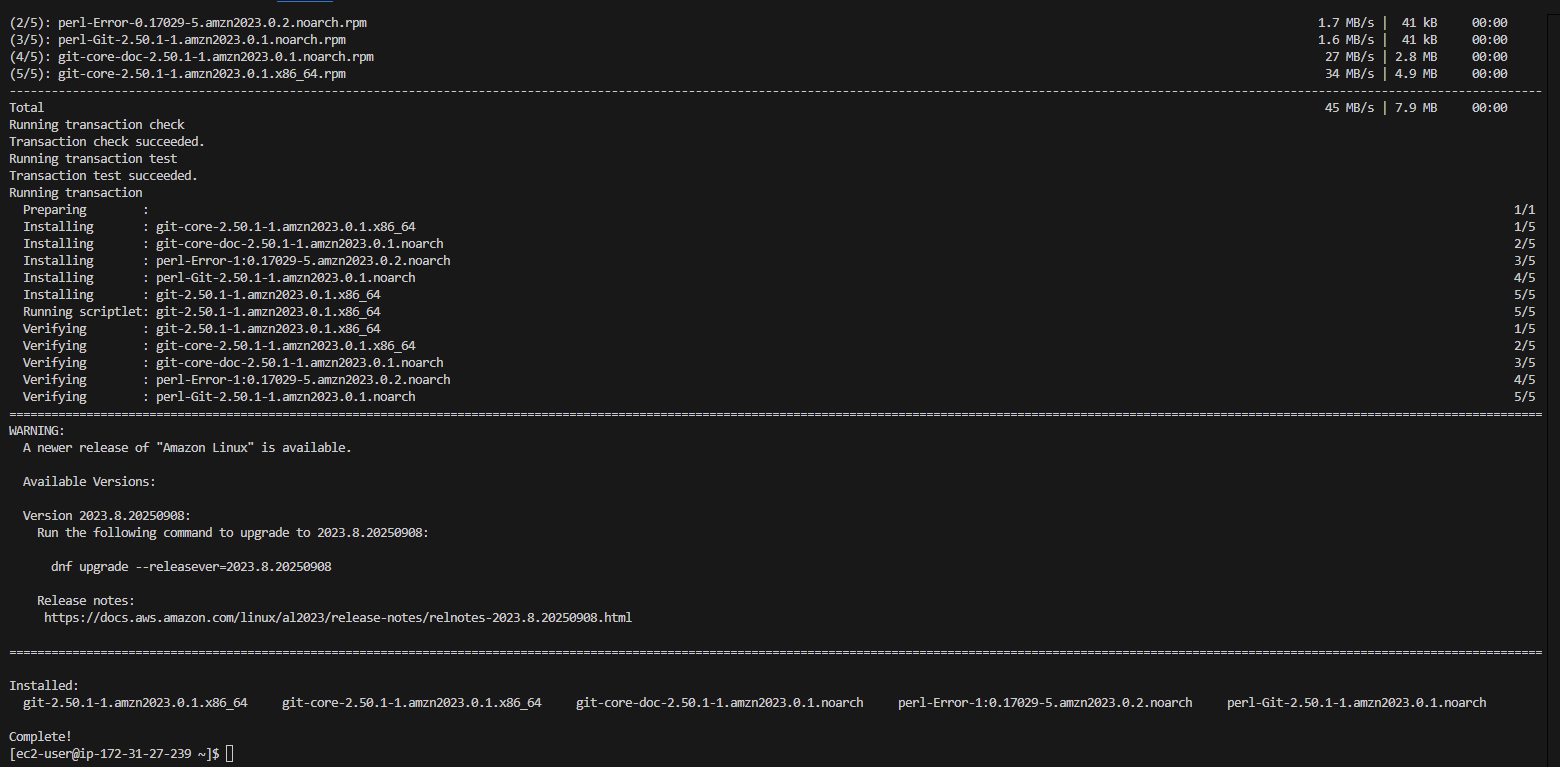 (2/5): perl-Error-0.17029-5.amzn2023.0.2.noarch.rpm 1.7 MB/s | 41 kB 00:00
(3/5): perl-Git-2.50.1-1.amzn2023.0.1.noarch.rpm 1.6 MB/s | 41 kB 00:00
(4/5): git-core-doc-2.50.1-1.amzn2023.0.1.noarch.rpm 27 MB/s | 2.8 MB 00:00
(5/5): git-core-2.50.1-1.amzn2023.0.1.x86_64.rpm 34 MB/s | 4.9 MB 00:00
--------------------------------------------------------------------------------
Total 45 MB/s | 7.9 MB 00:00
Running transaction check
Transaction check succeeded.
Running transaction test
Transaction test succeeded.
Running transaction
  Preparing : 1/1
  Installing : git-core-2.50.1-1.amzn2023.0.1.x86_64 1/5
  Installing : git-core-doc-2.50.1-1.amzn2023.0.1.noarch 2/5
  Installing : perl-Error-1:0.17029-5.amzn2023.0.2.noarch 3/5
  Installing : perl-Git-2.50.1-1.amzn2023.0.1.noarch 4/5
  Installing : git-2.50.1-1.amzn2023.0.1.x86_64 5/5
  Running scriptlet: git-2.50.1-1.amzn2023.0.1.x86_64 5/5
  Verifying : git-2.50.1-1.amzn2023.0.1.x86_64 1/5
  Verifying : git-core-2.50.1-1.amzn2023.0.1.x86_64 2/5
  Verifying : git-core-doc-2.50.1-1.amzn2023.0.1.noarch 3/5
  Verifying : perl-Error-1:0.17029-5.amzn2023.0.2.noarch 4/5
  Verifying : perl-Git-2.50.1-1.amzn2023.0.1.noarch 5/5
================================================================================
WARNING:
  A newer release of "Amazon Linux" is available.

  Available Versions:

  Version 2023.8.20250908:
    Run the following command to upgrade to 2023.8.20250908:

      dnf upgrade --releasever=2023.8.20250908

    Release notes:
     https://docs.aws.amazon.com/linux/al2023/release-notes/relnotes-2023.8.20250908.html

================================================================================

Installed:
  git-2.50.1-1.amzn2023.0.1.x86_64 git-core-2.50.1-1.amzn2023.0.1.x86_64 git-core-doc-2.50.1-1.amzn2023.0.1.noarch perl-Error-1:0.17029-5.amzn2023.0.2.noarch perl-Git-2.50.1-1.amzn2023.0.1.noarch

Complete!
[ec2-user@ip-172-31-27-239 ~]$